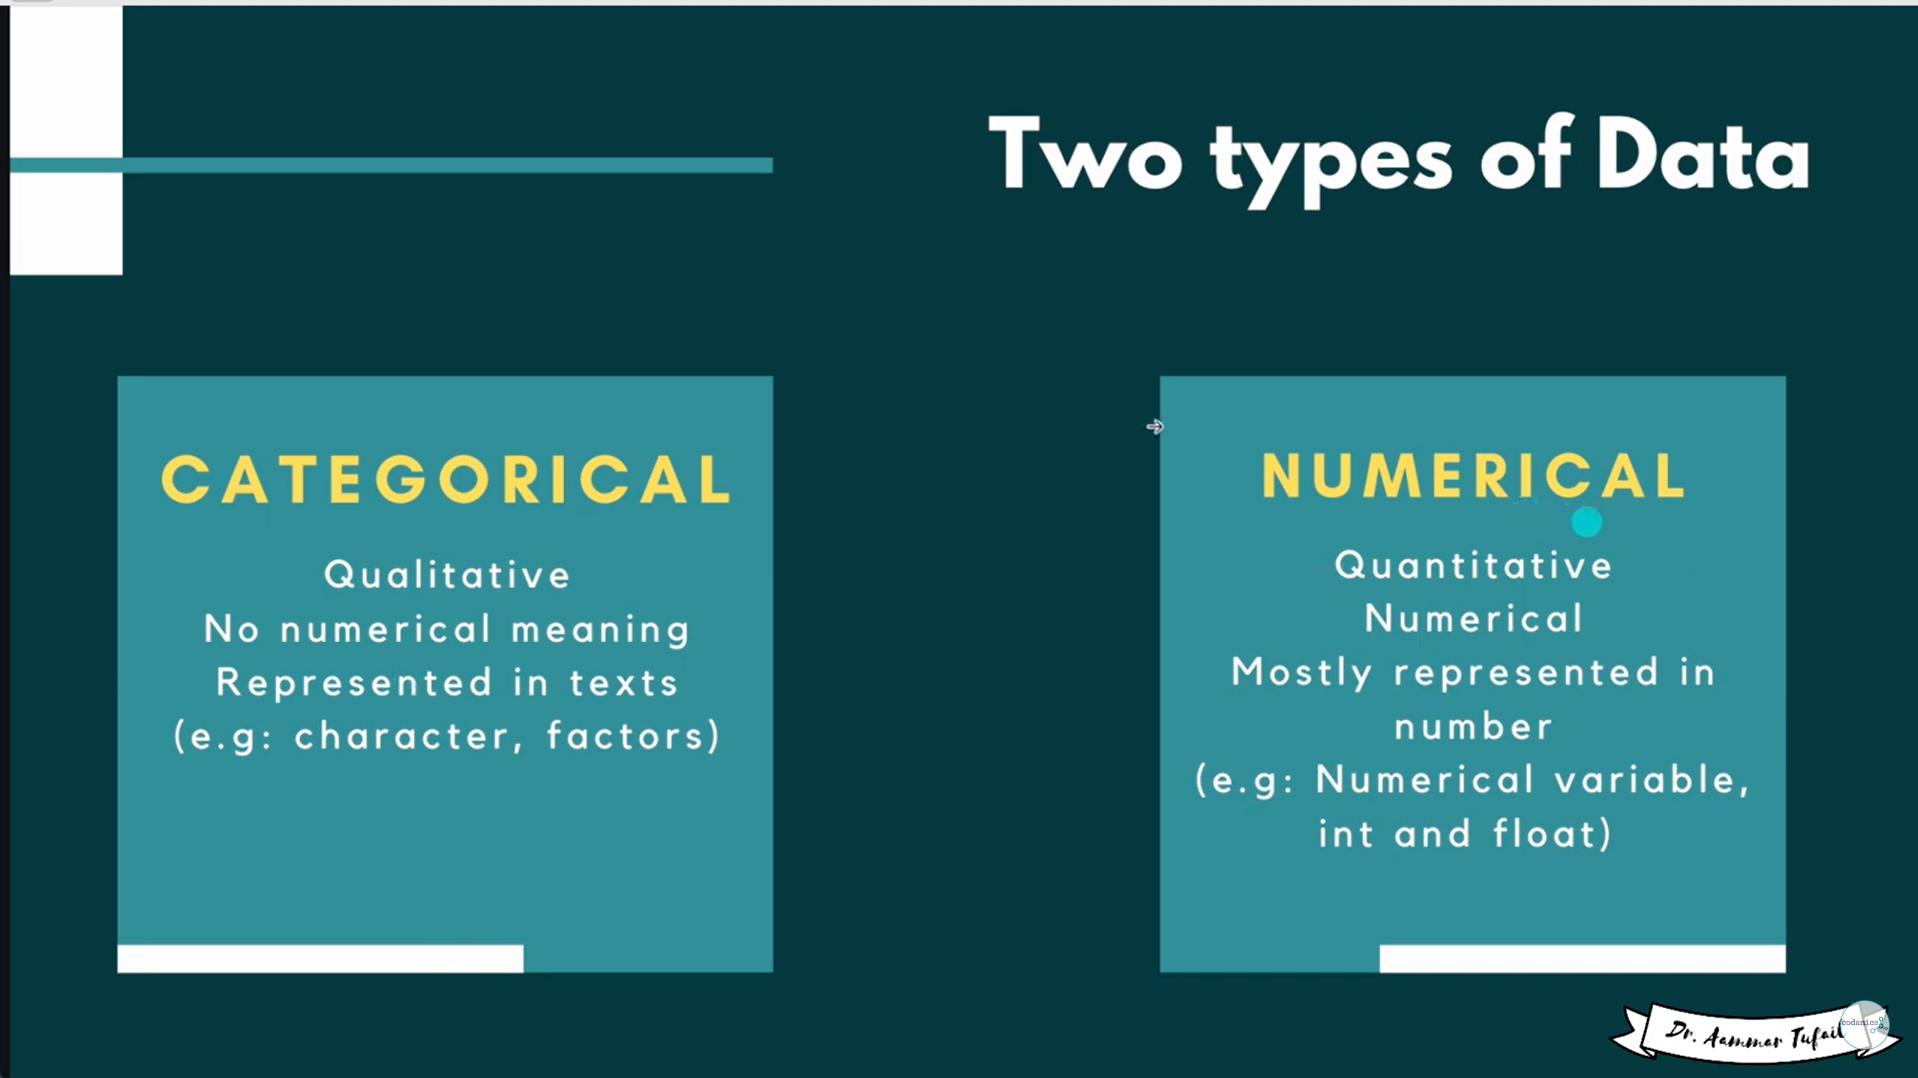 Two types of Data
CATEGORICAL
Qualitative
No numerical meaning
Represented in texts
(e.g: character, factors)
NUMERICAL
Quantitative
Numerical
Mostly represented in
number
(e.g: Numerical variable,
int and float)
Dr. Aammar Tufail
codanics